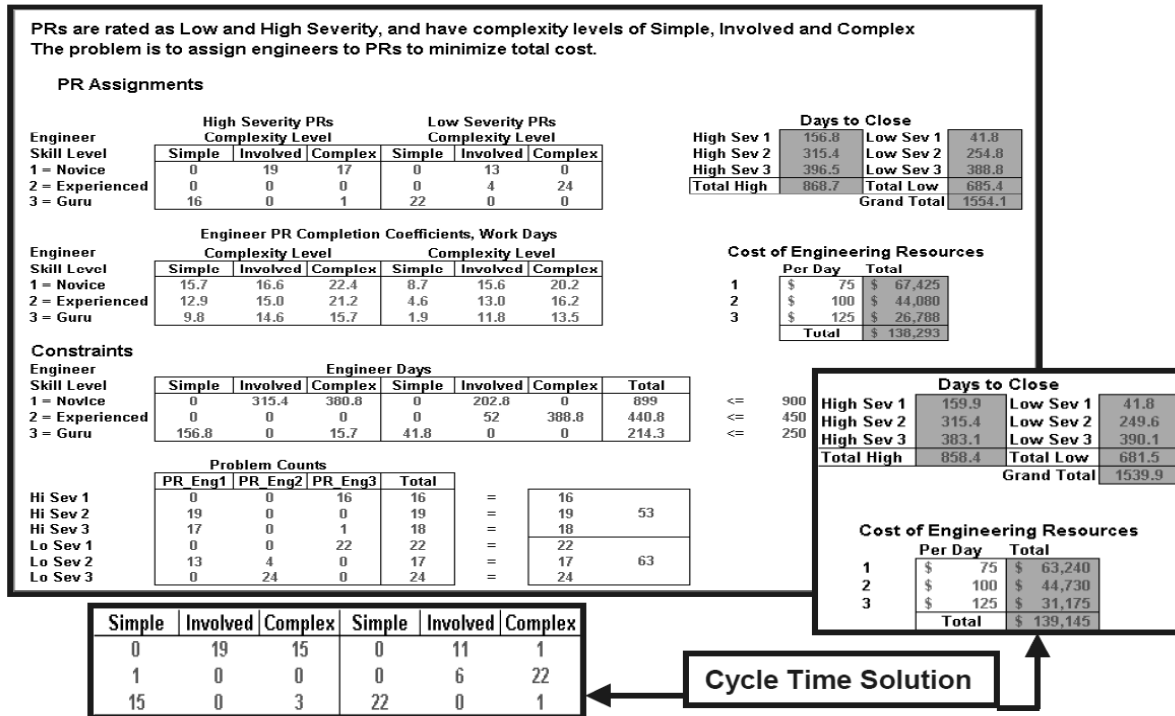 PRs are rated as Low and High Severity, and have complexity levels of Simple, Involved and Complex
The problem is to assign engineers to PRs to minimize total cost.
PR Assignments
High Severity PRs Low Severity PRs
Engineer Complexity Level Complexity Level
Skill Level Simple Involved Complex Simple Involved Complex
1 = Novice 0 19 17 0 13 0
2 = Experienced 0 0 0 0 4 24
3 = Guru 16 0 1 22 0 0
Days to Close
High Sev 1 156.8 Low Sev 1 41.8
High Sev 2 315.4 Low Sev 2 254.8
High Sev 3 396.5 Low Sev 3 388.8
Total High 868.7 Total Low 685.4
Grand Total 1554.1
Engineer PR Completion Coefficients, Work Days
Engineer Complexity Level Complexity Level
Skill Level Simple Involved Complex Simple Involved Complex
1 = Novice 15.7 16.6 22.4 8.7 15.6 20.2
2 = Experienced 12.9 15.0 21.2 4.6 13.0 16.2
3 = Guru 9.8 14.6 15.7 1.9 11.8 13.5
Cost of Engineering Resources
Per Day Total
1 $ 75 $ 67,425
2 $ 100 $ 44,080
3 $ 125 $ 26,788
Total $ 138,293
Constraints
Engineer Engineer Days
Skill Level Simple Involved Complex Simple Involved Complex Total
1 = Novice 0 315.4 380.8 0 202.8 0 899 <= 900
2 = Experienced 0 0 0 0 52 388.8 440.8 <= 450
3 = Guru 156.8 0 15.7 41.8 0 0 214.3 <= 250
Problem Counts
PR_Eng1 PR_Eng2 PR_Eng3 Total
Hi Sev 1 0 0 16 16 = 16
Hi Sev 2 19 0 0 19 = 19 53
Hi Sev 3 17 0 1 18 = 18
Lo Sev 1 0 0 22 22 = 22
Lo Sev 2 13 4 0 17 = 17 63
Lo Sev 3 0 24 0 24 = 24
Days to Close
High Sev 1 159.9 Low Sev 1 41.8
High Sev 2 315.4 Low Sev 2 249.6
High Sev 3 383.1 Low Sev 3 390.1
Total High 858.4 Total Low 681.5
Grand Total 1539.9
Cost of Engineering Resources
Per Day Total
1 $ 75 $ 63,240
2 $ 100 $ 44,730
3 $ 125 $ 31,175
Total $ 139,145
Simple Involved Complex Simple Involved Complex
0 19 15 0 11 1
1 0 0 0 6 22
15 0 3 22 0 1
Cycle Time Solution